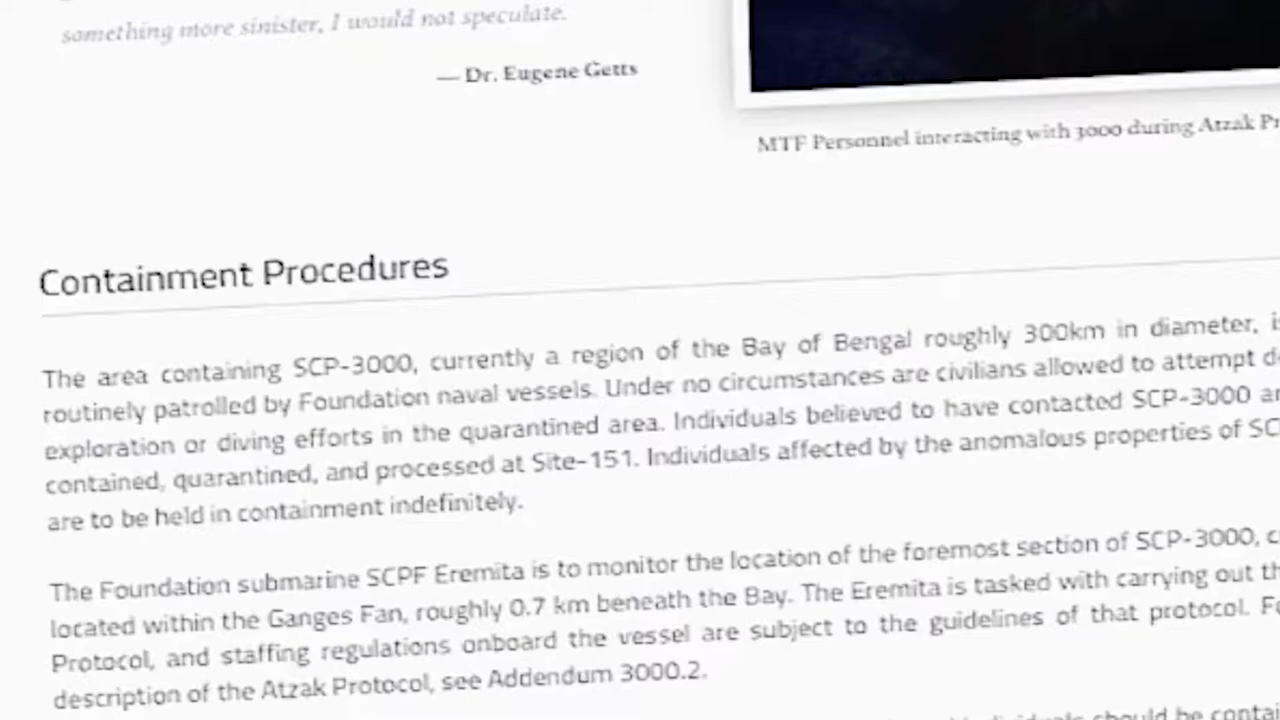 something more sinister, I would not speculate.
— Dr. Eugene Getts
MTF Personnel interacting with 3000 during Atzak
Containment Procedures
The area containing SCP-3000, currently a region of the Bay of Bengal roughly 300km in diameter,
routinely patrolled by Foundation naval vessels. Under no circumstances are civilians allowed to attempt
exploration or diving efforts in the quarantined area. Individuals believed to have contacted SCP-3000
contained, quarantined, and processed at Site-151. Individuals affected by the anomalous properties of
are to be held in containment indefinitely.
The Foundation submarine SCPF Eremita is to monitor the location of the foremost section of SCP-3000,
located within the Ganges Fan, roughly 0.7 km beneath the Bay. The Eremita is tasked with carrying out
Protocol, and staffing regulations onboard the vessel are subject to the guidelines of that protocol.
description of the Atzak Protocol, see Addendum 3000.2.
should be